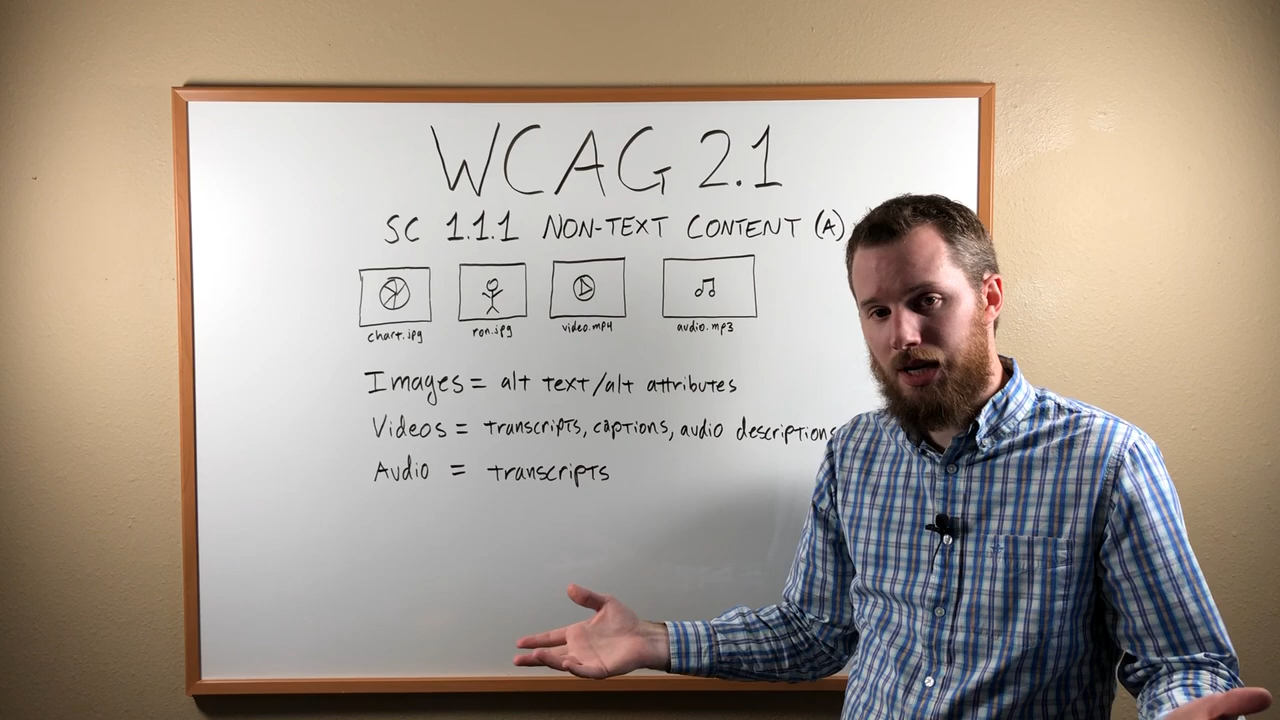 WCAG 2.1
SC 1.1.1 NON-TEXT CONTENT (A)
chart.jpg ron.jpg video.mp4 audio.mp3
Images = alt text/alt attributes
Videos = transcripts, captions, audio descriptions
Audio = transcripts